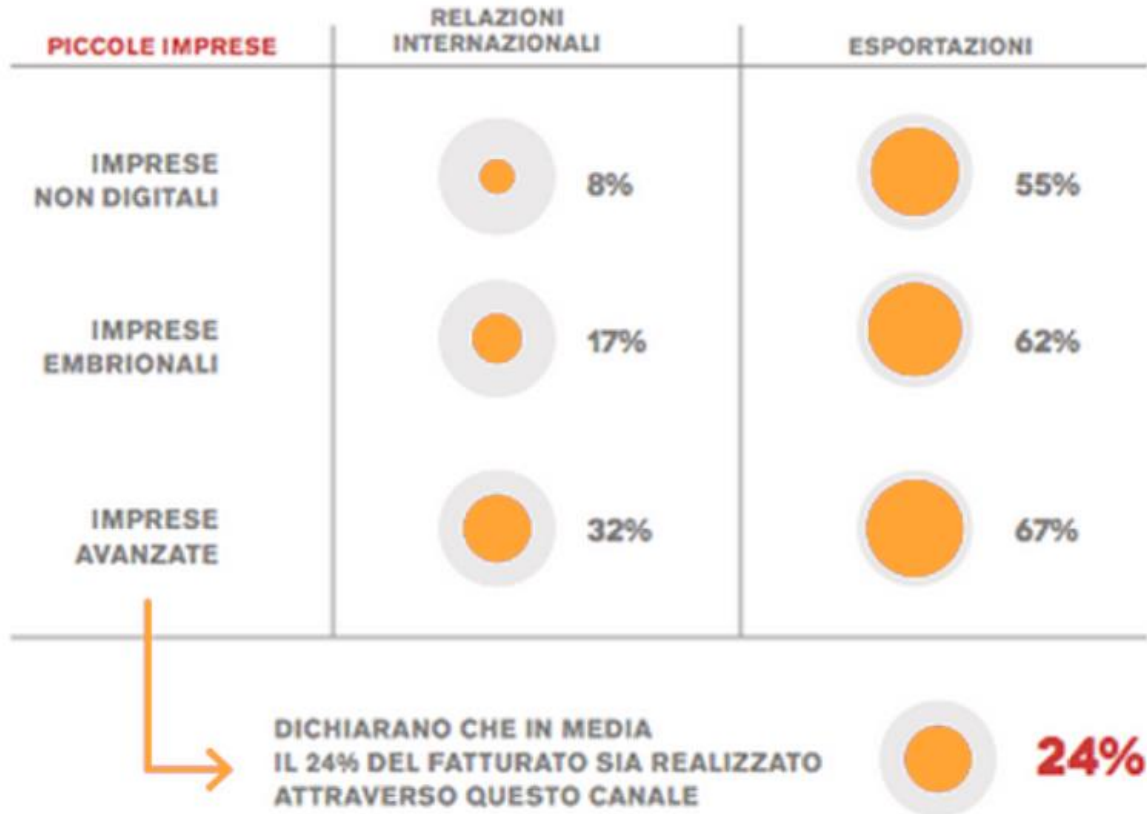 PICCOLE IMPRESE
RELAZIONI
INTERNAZIONALI
ESPORTAZIONI
IMPRESE
NON DIGITALI
8%
55%
IMPRESE
EMBRIONALI
17%
62%
IMPRESE
AVANZATE
32%
67%
DICHIARANO CHE IN MEDIA
IL 24% DEL FATTURATO SIA REALIZZATO
ATTRAVERSO QUESTO CANALE
24%